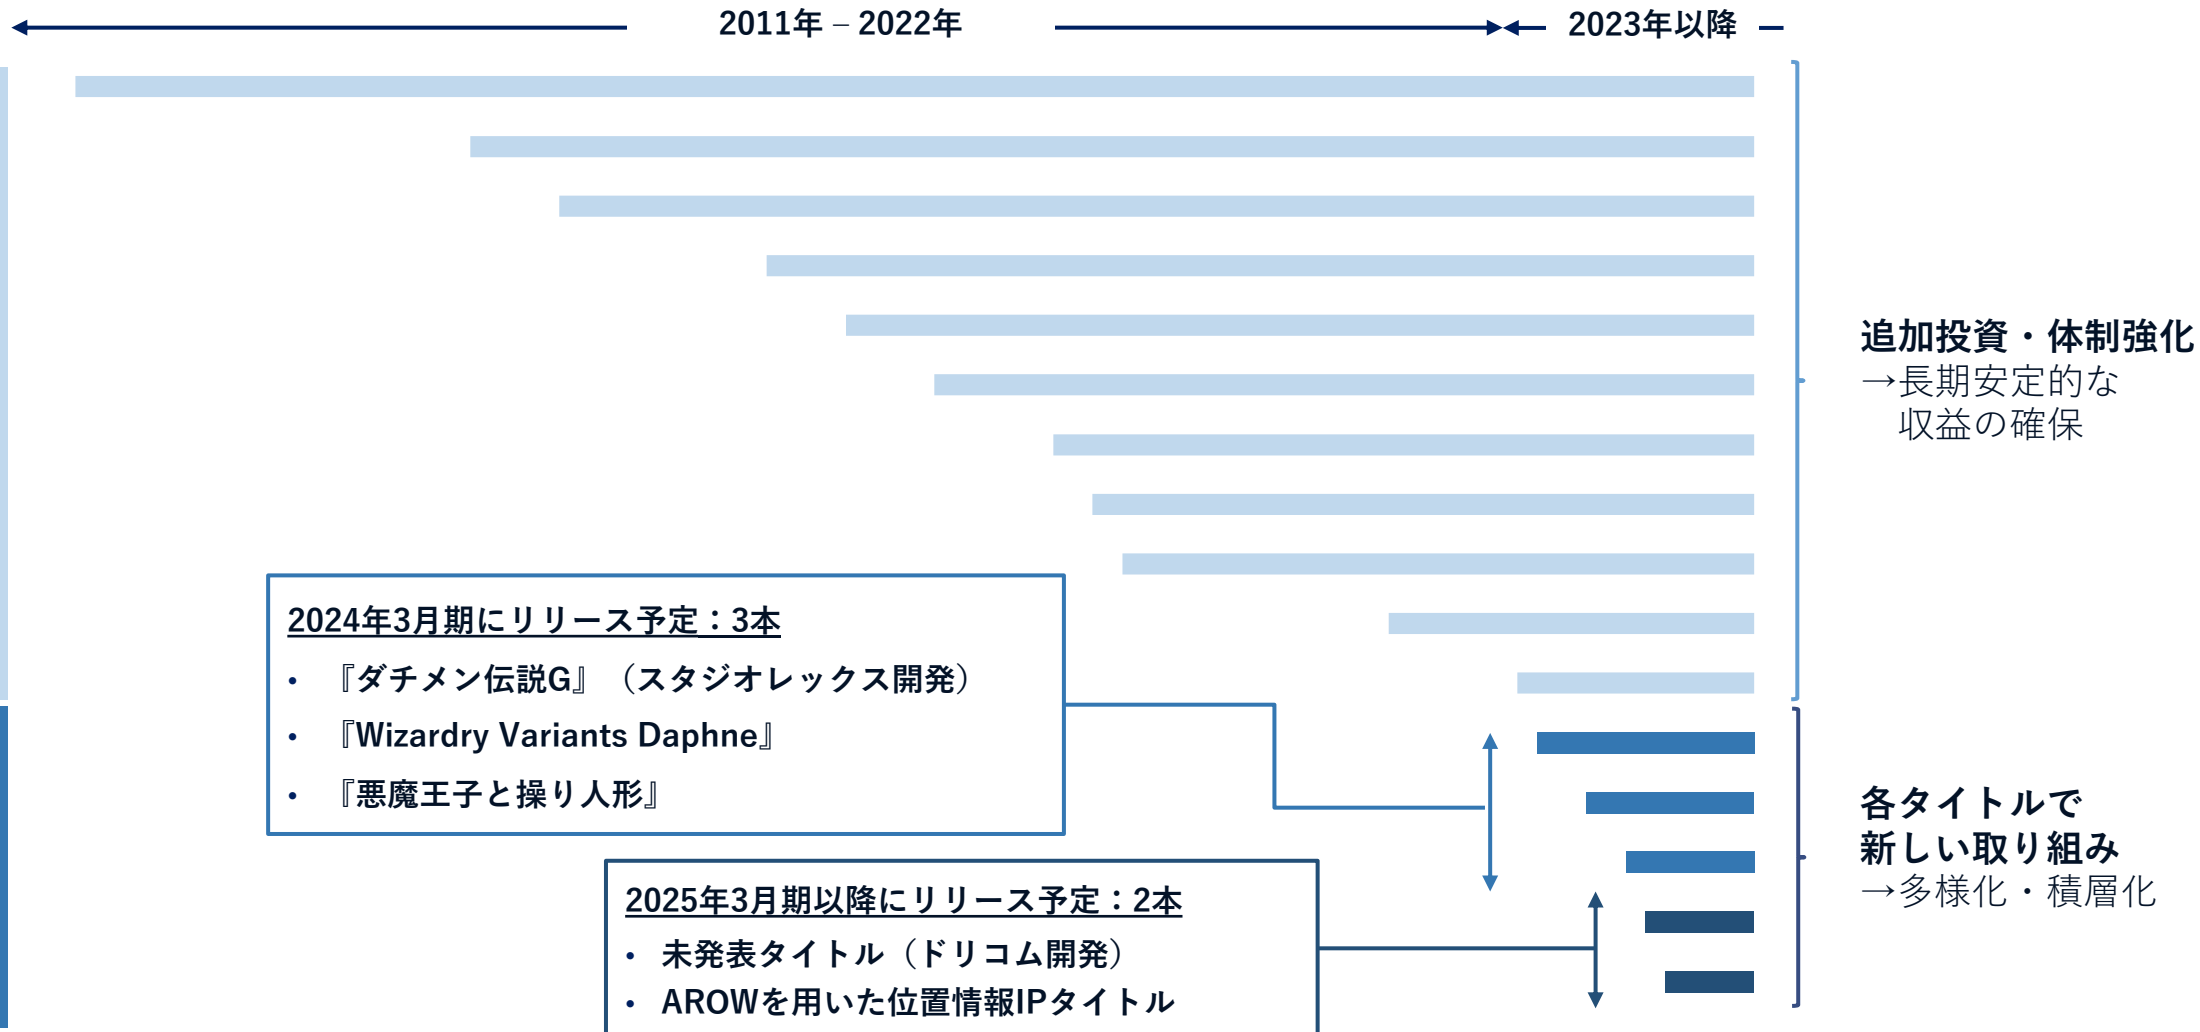 2011年 – 2022年
2023年以降
追加投資・体制強化
→長期安定的な
収益の確保
2024年3月期にリリース予定：3本
• 『ダチメン伝説G』（スタジオレックス開発）
• 『Wizardry Variants Daphne』
• 『悪魔王子と操り人形』
各タイトルで
新しい取り組み
→多様化・積層化
2025年3月期以降にリリース予定：2本
• 未発表タイトル（ドリコム開発）
• AROWを用いた位置情報IPタイトル